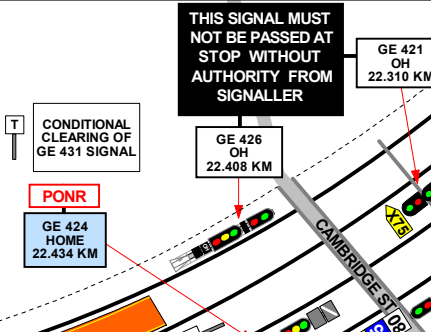 THIS SIGNAL MUST
NOT BE PASSED AT
STOP WITHOUT
AUTHORITY FROM
SIGNALLER
GE 421
OH
22.310 KM
T
CONDITIONAL
CLEARING OF
GE 431 SIGNAL
GE 426
OH
22.408 KM
PONR
GE 424
HOME
22.434 KM
X75
CAMBRIDGE ST